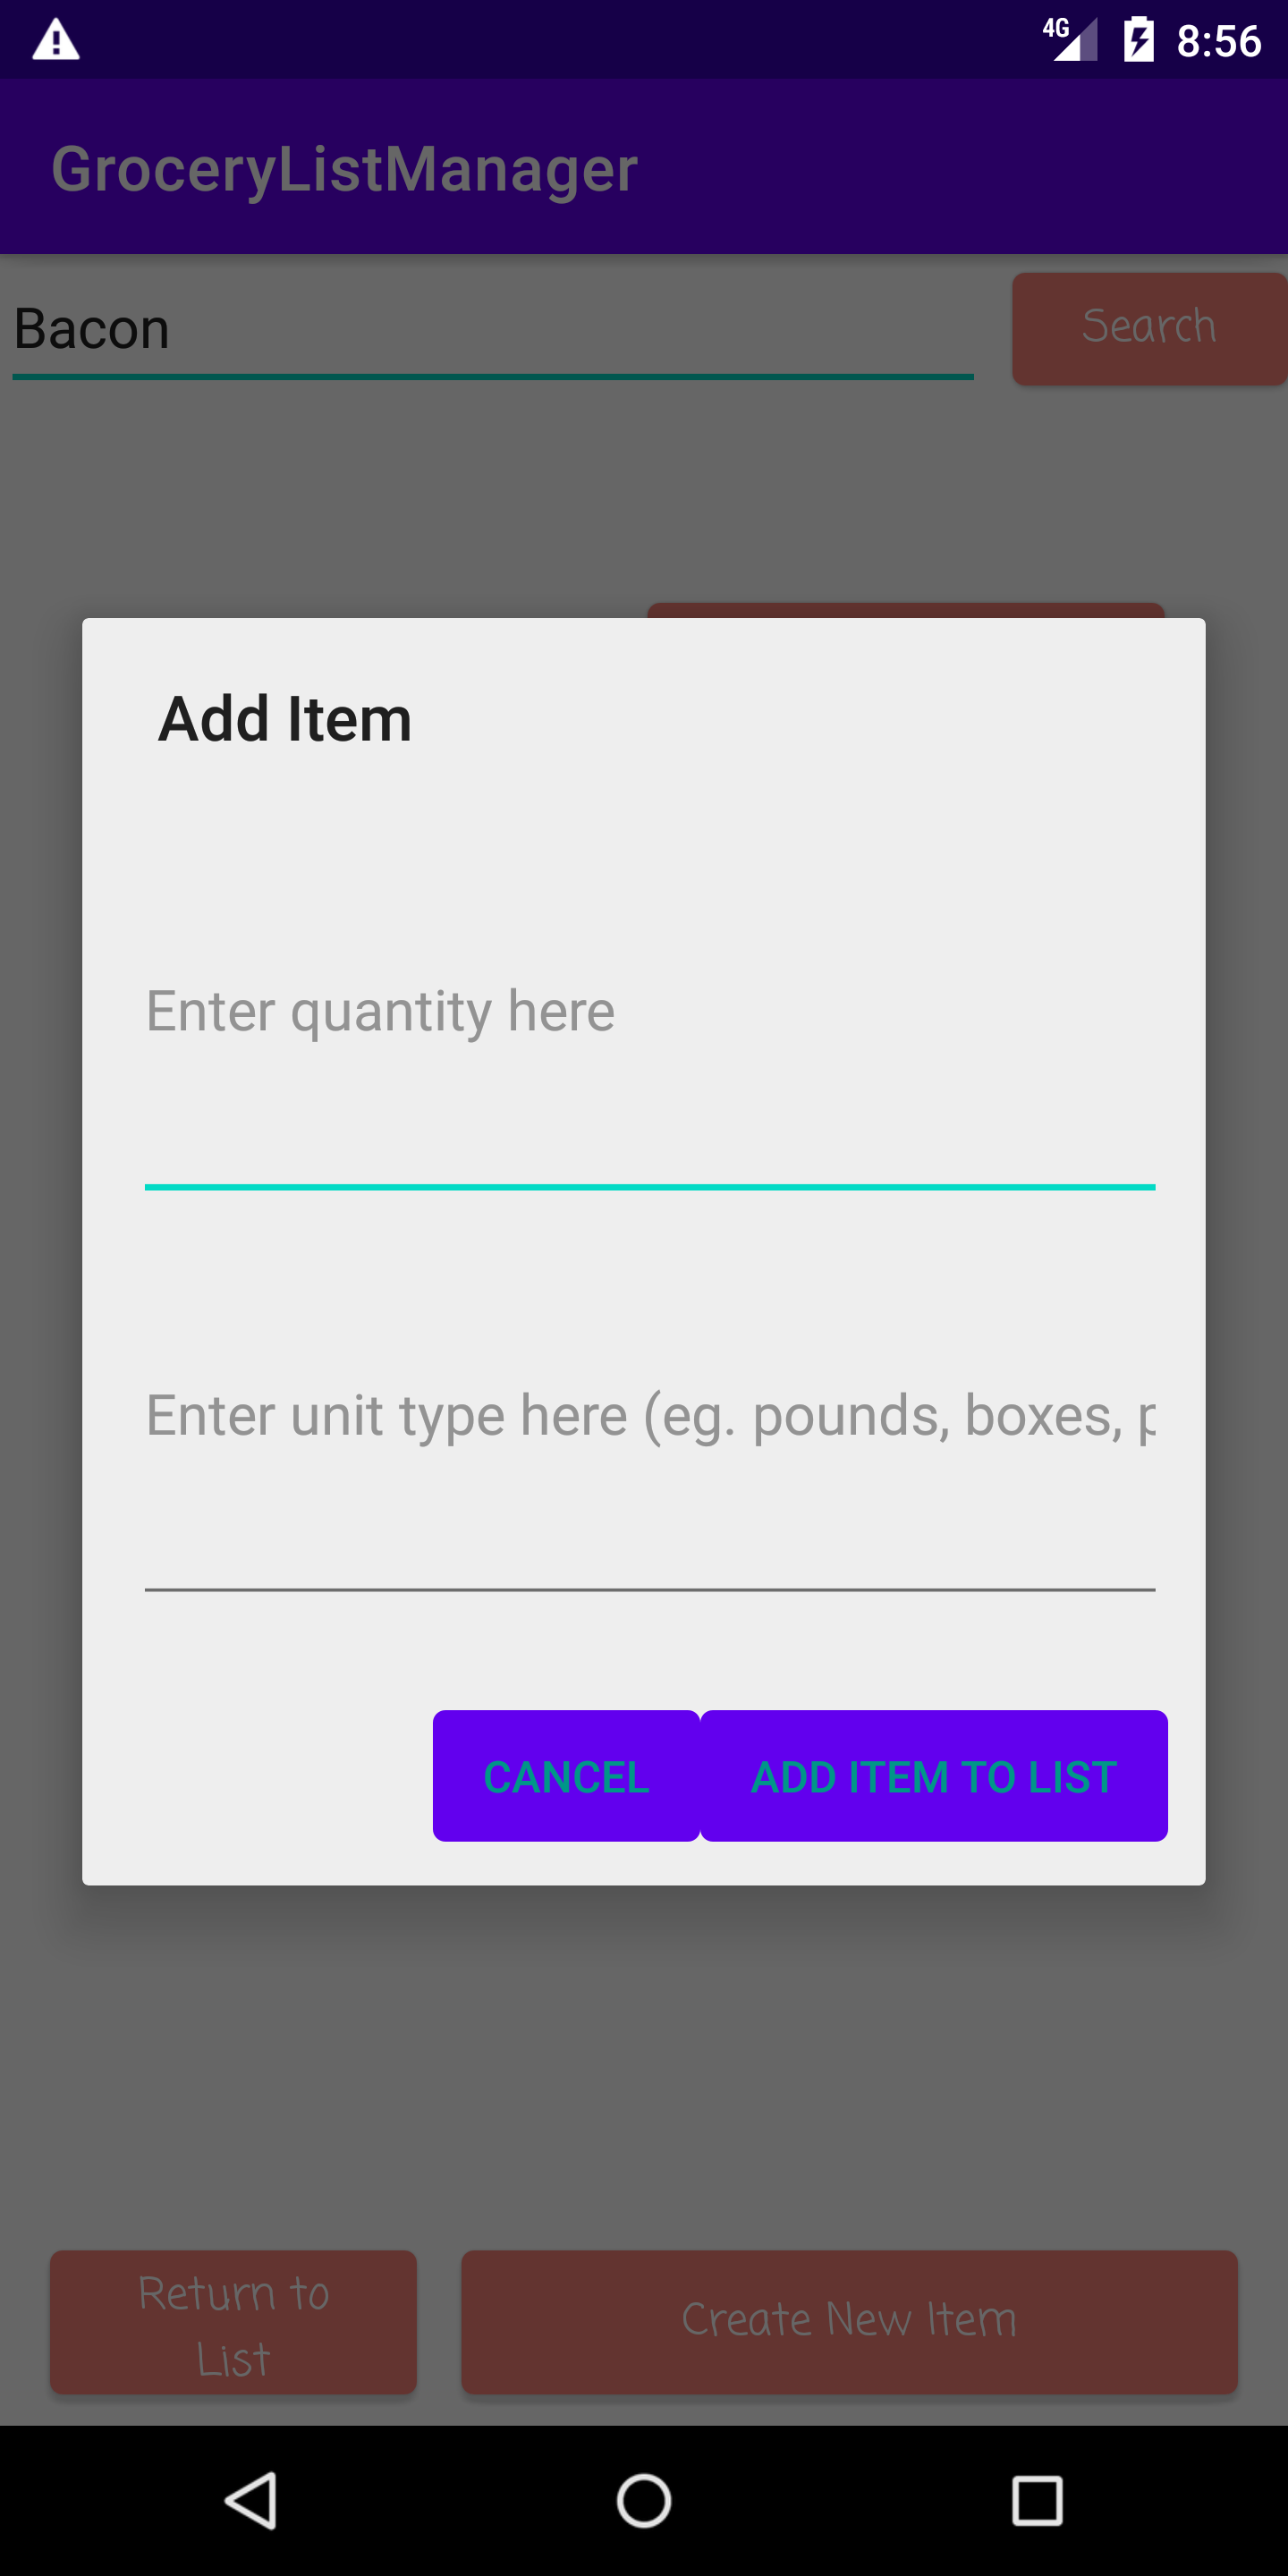 4G 8:56
GroceryListManager
Bacon
Search
Add Item
Enter quantity here
Enter unit type here (eg. pounds, boxes, p
CANCEL
ADD ITEM TO LIST
Return to
List
Create New Item